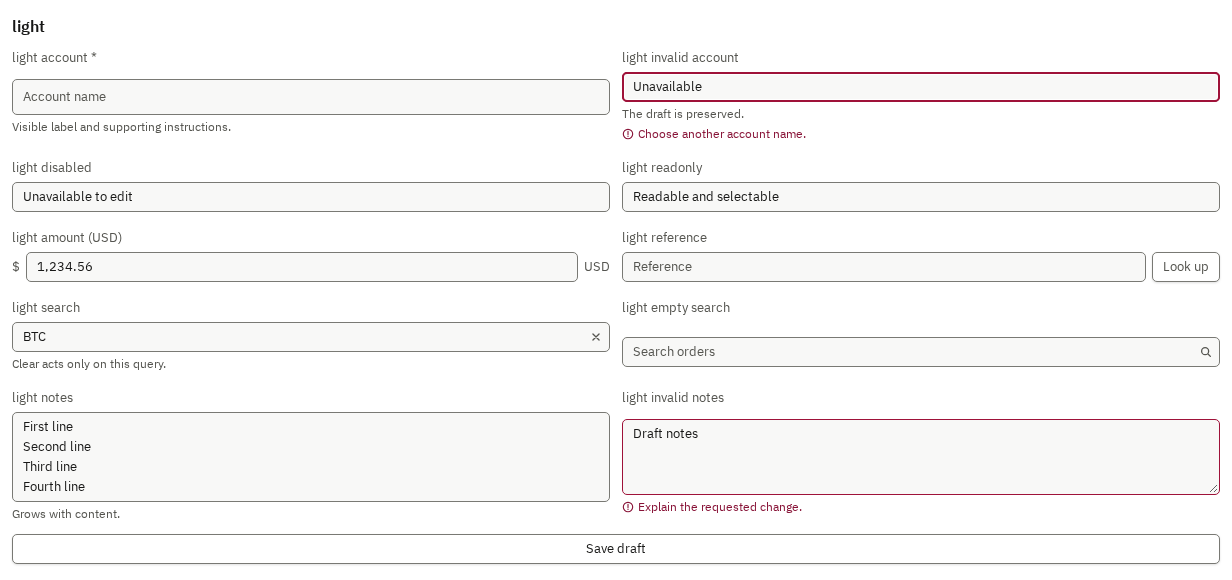 light
light account *
Account name
Visible label and supporting instructions.
light invalid account
Unavailable
The draft is preserved.
Choose another account name.
light disabled
Unavailable to edit
light readonly
Readable and selectable
light amount (USD)
$ 1,234.56 USD
light reference
Reference
Look up
light search
BTC
Clear acts only on this query.
light empty search
Search orders
light notes
First line
Second line
Third line
Fourth line
Grows with content.
light invalid notes
Draft notes
Explain the requested change.
Save draft